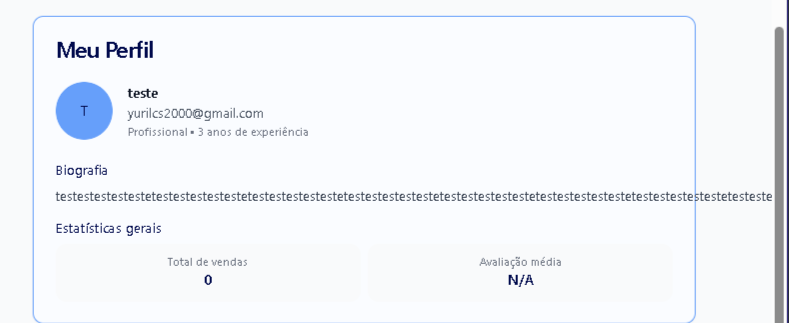 Meu Perfil
T
teste
yurilcs2000@gmail.com
Profissional • 3 anos de experiência
Biografia
testestestestestetestestestestestetestestestestestetestestestestestetestestestestestetestestestestestetestestestestestetesteste
Estatísticas gerais
Total de vendas
0
Avaliação média
N/A